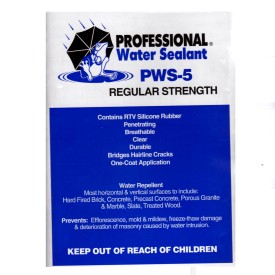 PROFESSIONAL®
Water Sealant
PWS-5
REGULAR STRENGTH
Contains RTV Silicone Rubber
Penetrating
Breathable
Clear
Durable
Bridges Hairline Cracks
One-Coat Application
Water Repellent
Most horizontal & vertical surfaces to include:
Hard Fired Brick, Concrete, Precast Concrete, Porous Granite
& Marble, Slate, Treated Wood.
Prevents: Efflorescence, mold & mildew, freeze-thaw damage
& deterioration of masonry caused by water intrusion.
KEEP OUT OF REACH OF CHILDREN